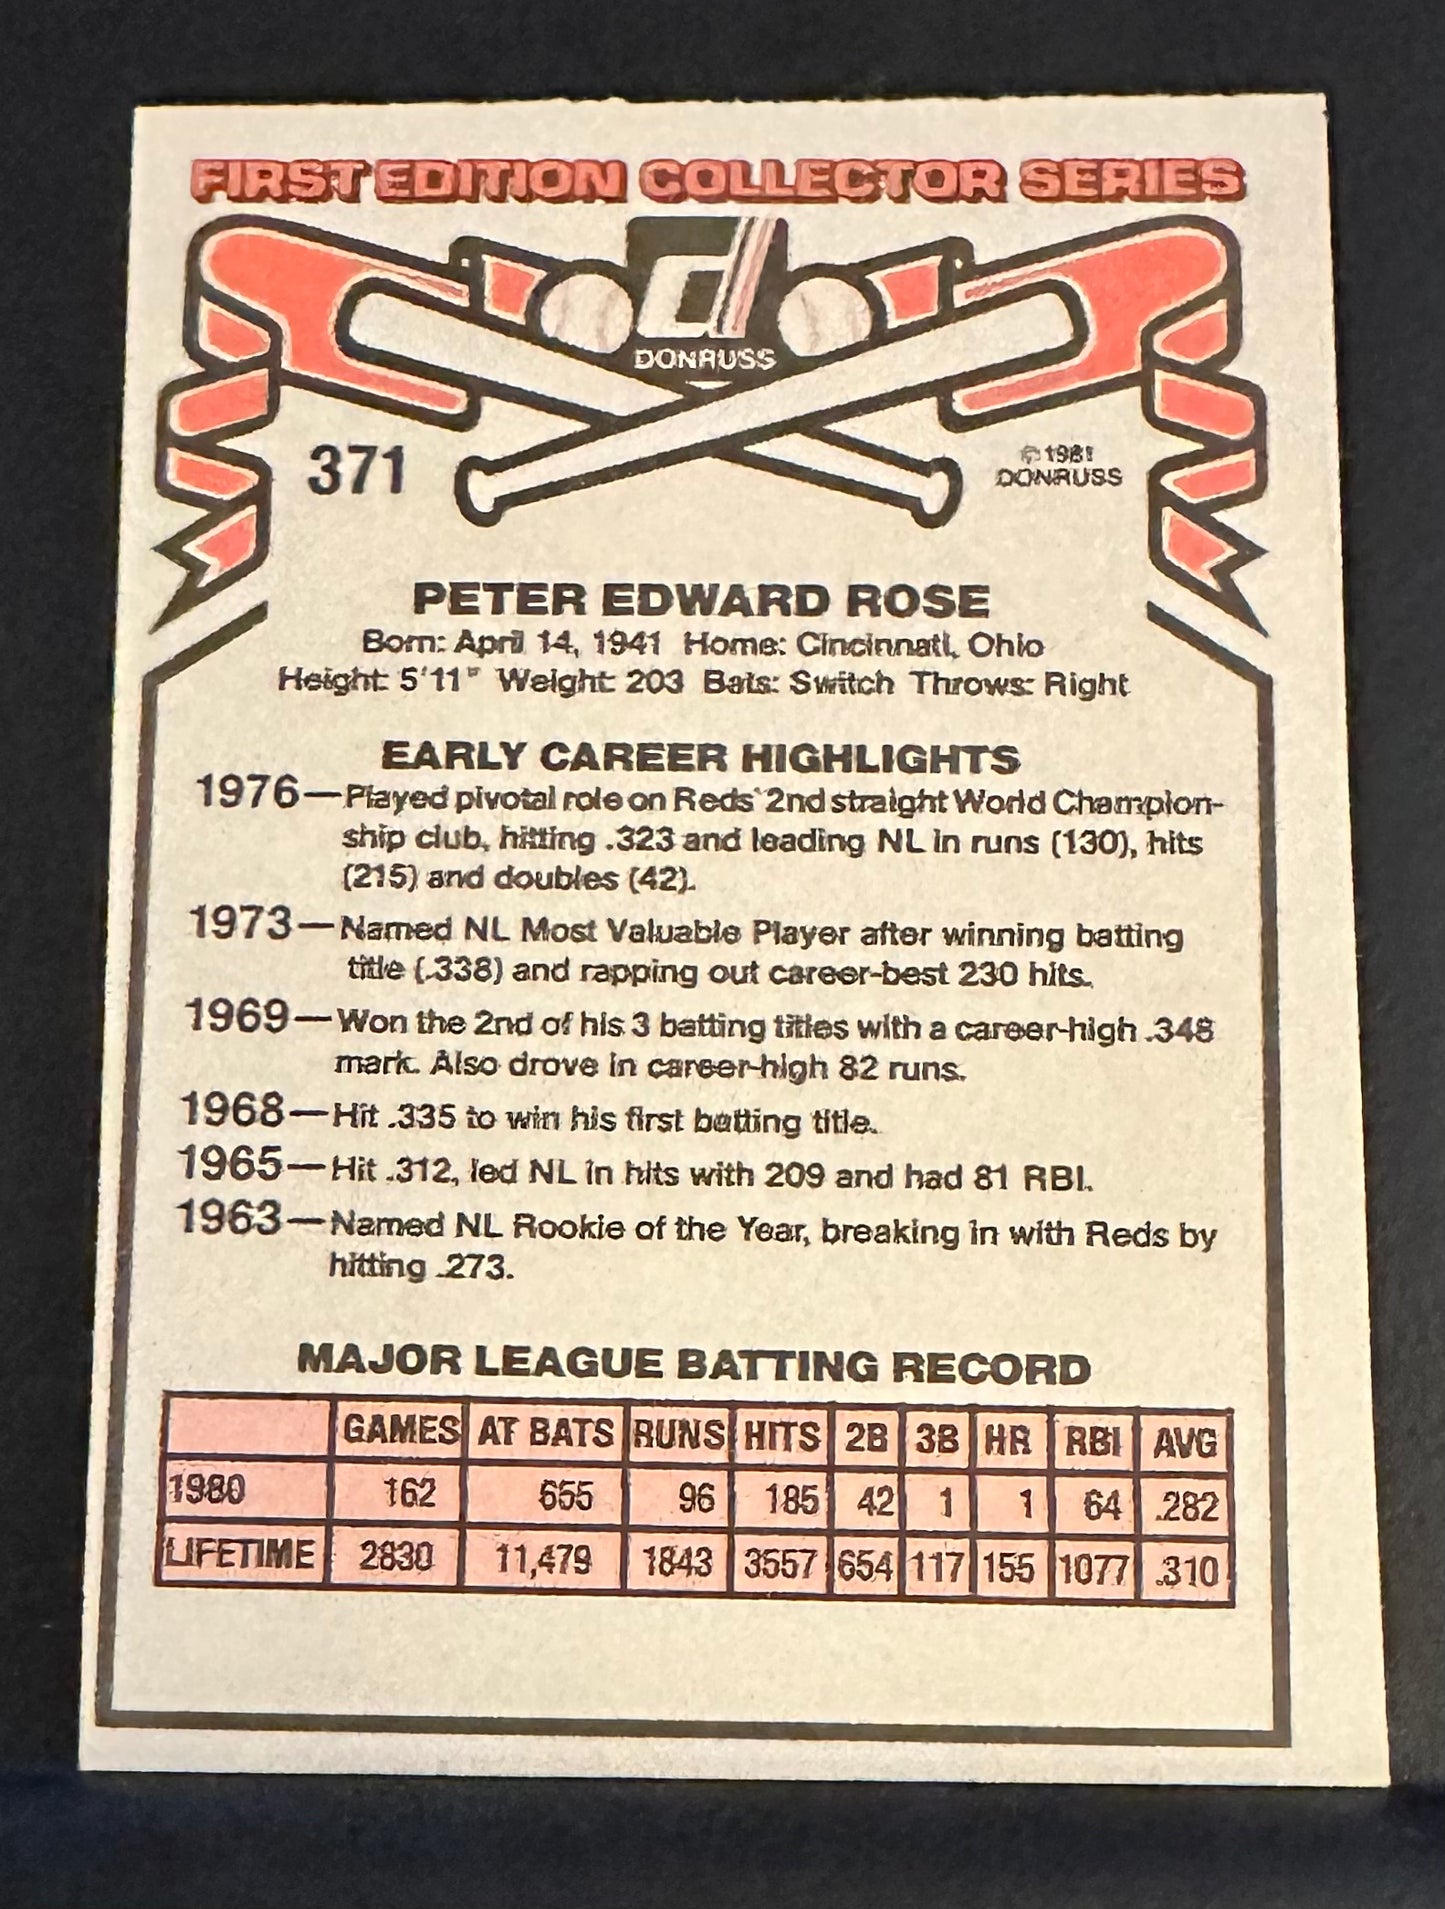 FIRST EDITION COLLECTOR SERIES
d
DONRUSS
371
© 1981
DONRUSS
PETER EDWARD ROSE
Born: April 14, 1941 Home: Cincinnati, Ohio
Height: 5'11" Weight: 203 Bats: Switch Throws: Right
EARLY CAREER HIGHLIGHTS
1976—Played pivotal role on Reds' 2nd straight World Champion-
ship club, hitting .323 and leading NL in runs (130), hits
(215) and doubles (42).
1973—Named NL Most Valuable Player after winning batting
title (.338) and rapping out career-best 230 hits.
1969—Won the 2nd of his 3 batting titles with a career-high .348
mark. Also drove in career-high 82 runs.
1968—Hit .335 to win his first batting title.
1965—Hit .312, led NL in hits with 209 and had 81 RBI.
1963—Named NL Rookie of the Year, breaking in with Reds by
hitting .273.
MAJOR LEAGUE BATTING RECORD
GAMES AT BATS RUNS HITS 2B 3B HR RBI AVG
1980 162 655 96 185 42 1 1 64 .282
LIFETIME 2830 11,479 1843 3557 654 117 155 1077 .310